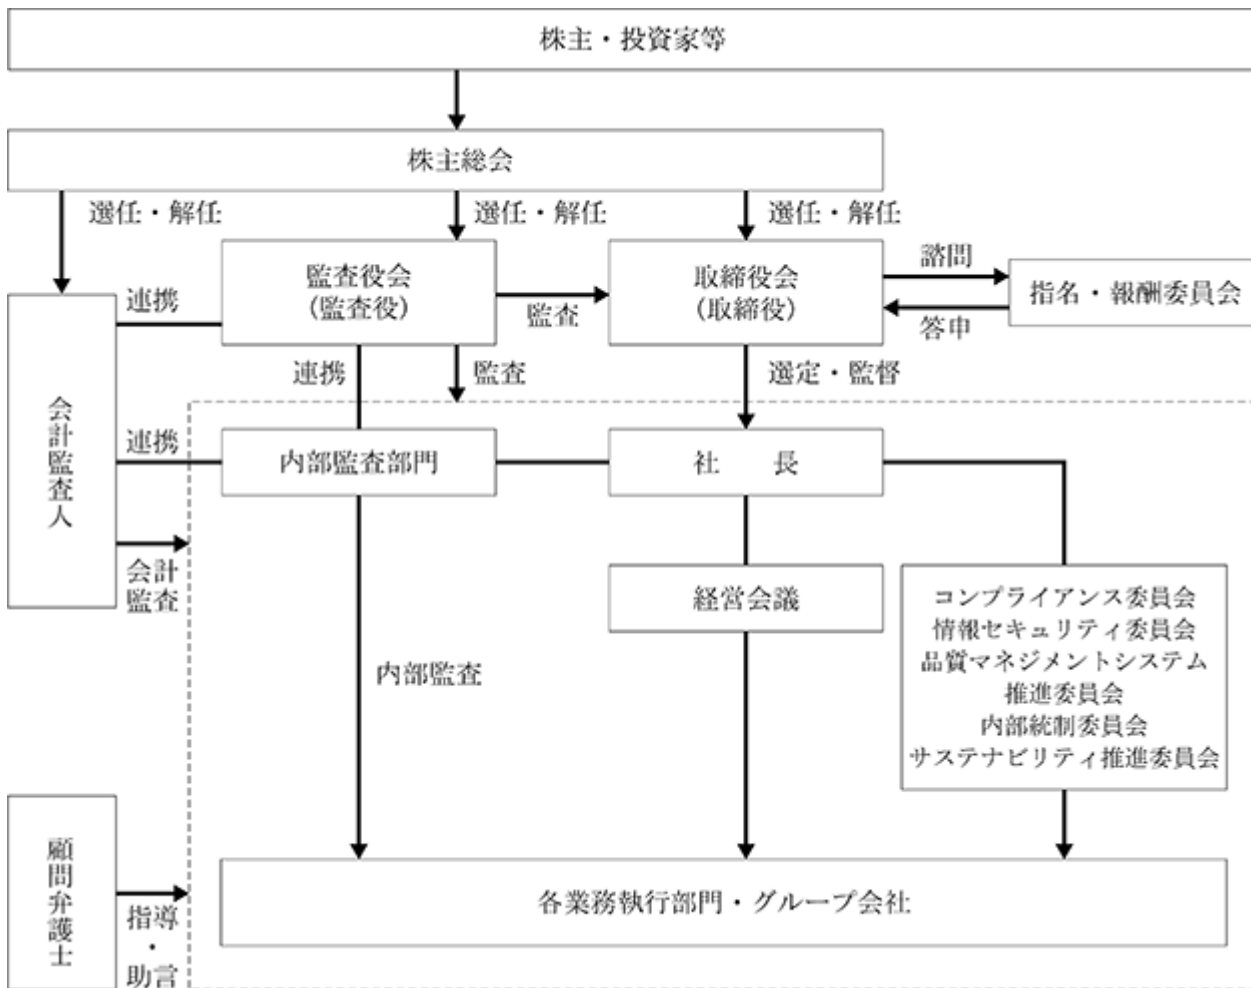 株主・投資家等
株主総会
選任・解任
選任・解任
選任・解任
監査役会
(監査役)
取締役会
(取締役)
諮問
指名・報酬委員会
答申
連携
監査
連携
監査
選定・監督
会計監査人
連携
内部監査部門
社　長
会計
監査
経営会議
コンプライアンス委員会
情報セキュリティ委員会
品質マネジメントシステム
推進委員会
内部統制委員会
サステナビリティ推進委員会
内部監査
顧問弁護士
指導
・
助言
各業務執行部門・グループ会社